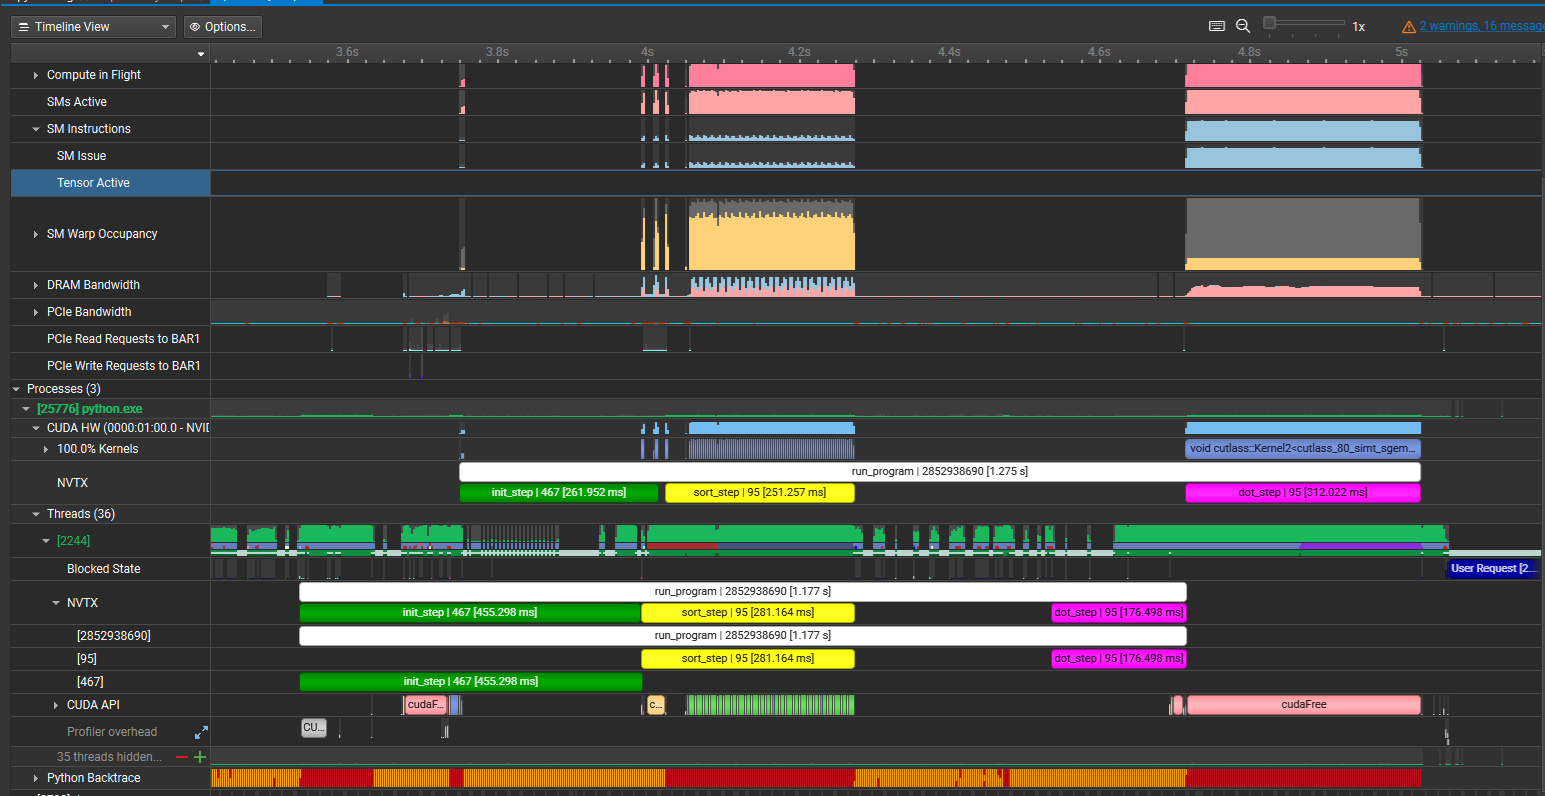 Timeline View
Options...
1x
2 warnings, 16 message
3.6s 3.8s 4s 4.2s 4.4s 4.6s 4.8s 5s
Compute in Flight
SMs Active
SM Instructions
SM Issue
Tensor Active
SM Warp Occupancy
DRAM Bandwidth
PCIe Bandwidth
PCIe Read Requests to BAR1
PCIe Write Requests to BAR1
Processes (3)
[25776] python.exe
CUDA HW (0000:01:00.0 - NVID
100.0% Kernels
void cutlass::Kernel2<cutlass_80_simt_sgem...
NVTX
run_program | 2852938690 [1.275 s]
init_step | 467 [261.952 ms] sort_step | 95 [251.257 ms] dot_step | 95 [312.022 ms]
Threads (36)
[2244]
Blocked State
User Request [2...
NVTX
run_program | 2852938690 [1.177 s]
init_step | 467 [455.298 ms] sort_step | 95 [281.164 ms] dot_step | 95 [176.498 ms]
[2852938690] run_program | 2852938690 [1.177 s]
[95] sort_step | 95 [281.164 ms] dot_step | 95 [176.498 ms]
[467] init_step | 467 [455.298 ms]
CUDA API cudaF... c... cudaFree
Profiler overhead CU...
35 threads hidden...
Python Backtrace